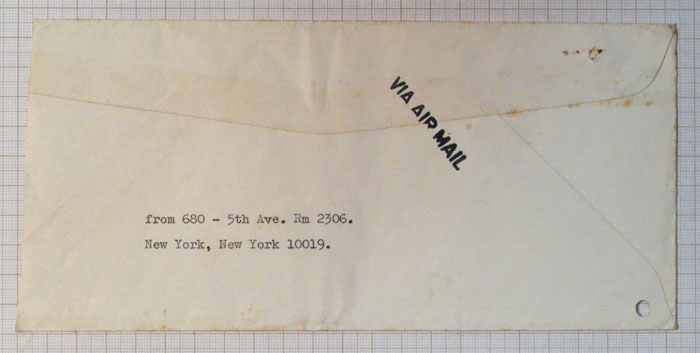 VIA AIR MAIL
from 680 - 5th Ave. Rm 2306.
New York, New York 10019.